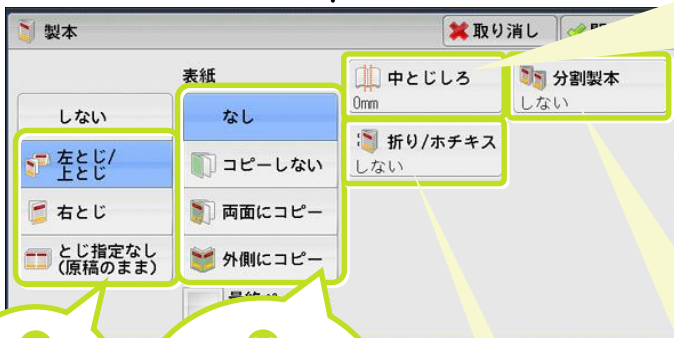 製本
取り消し
しない
左とじ/
上とじ
右とじ
とじ指定なし
(原稿のまま)
表紙
なし
コピーしない
両面にコピー
外側にコピー
中とじしろ
0mm
折り/ホチキス
しない
分割製本
しない